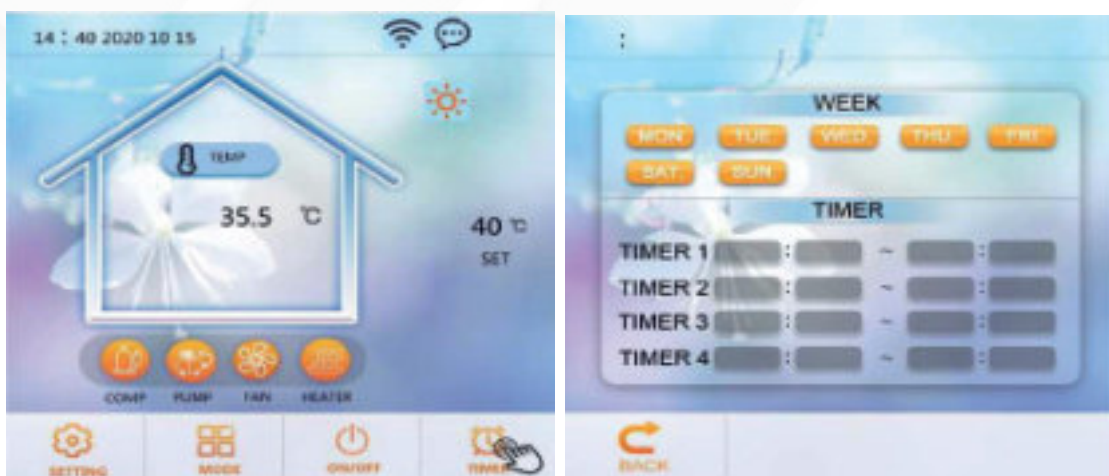 14 : 40 2020 10 15
TEMP
35.5 °C
40 °C
SET
COMP PUMP FAN HEATER
SETTING MODE ON/OFF TIMER
:
WEEK
MON TUE WED THU FRI
SAT SUN
TIMER
TIMER 1 : ~ :
TIMER 2 : ~ :
TIMER 3 : ~ :
TIMER 4 : ~ :
BACK